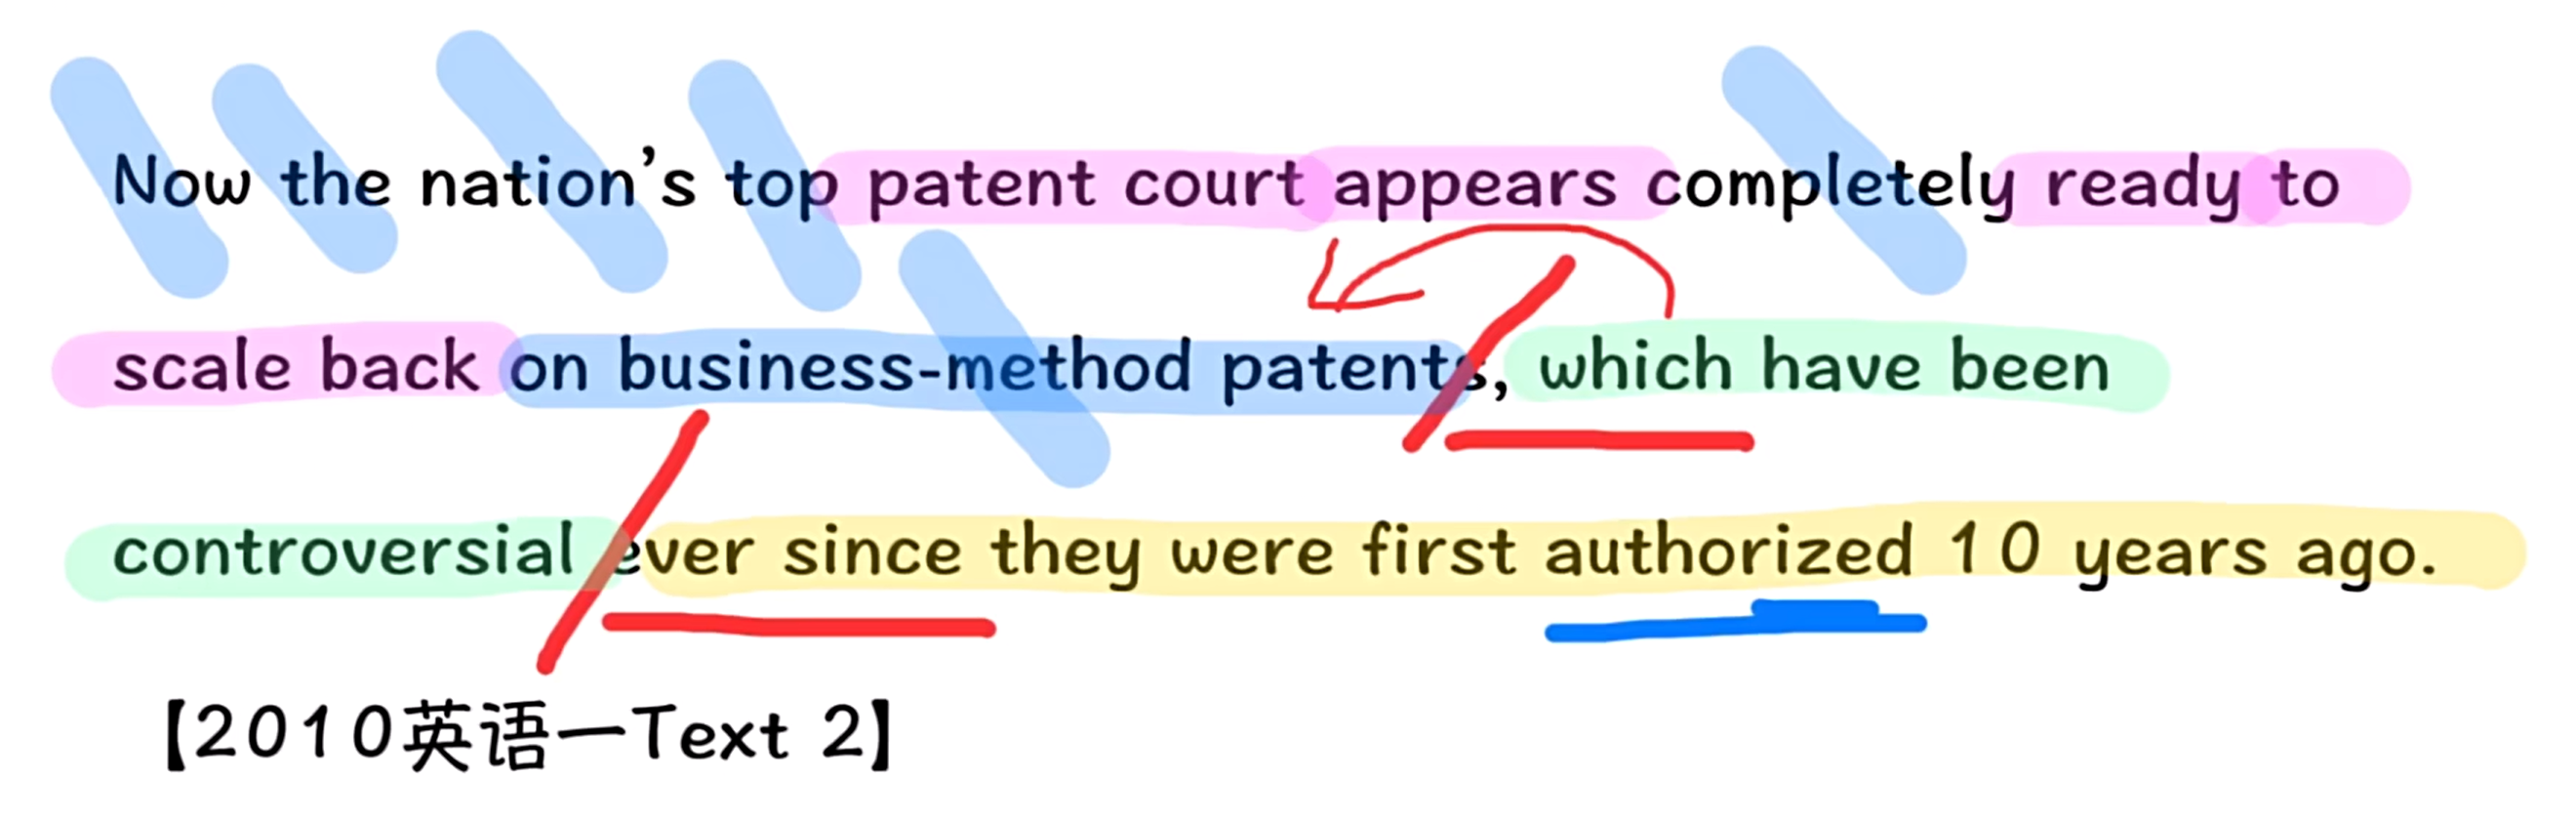 Now the nation’s top patent court appears completely ready to
scale back on business-method patents, which have been
controversial ever since they were first authorized 10 years ago.
【2010英语一Text 2】